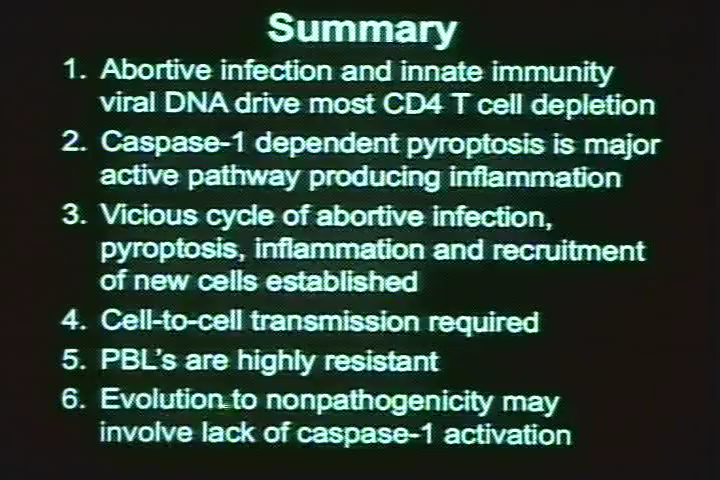 Summary
1. Abortive infection and innate immunity
viral DNA drive most CD4 T cell depletion
2. Caspase-1 dependent pyroptosis is major
active pathway producing inflammation
3. Vicious cycle of abortive infection,
pyroptosis, inflammation and recruitment
of new cells established
4. Cell-to-cell transmission required
5. PBL's are highly resistant
6. Evolution to nonpathogenicity may
involve lack of caspase-1 activation